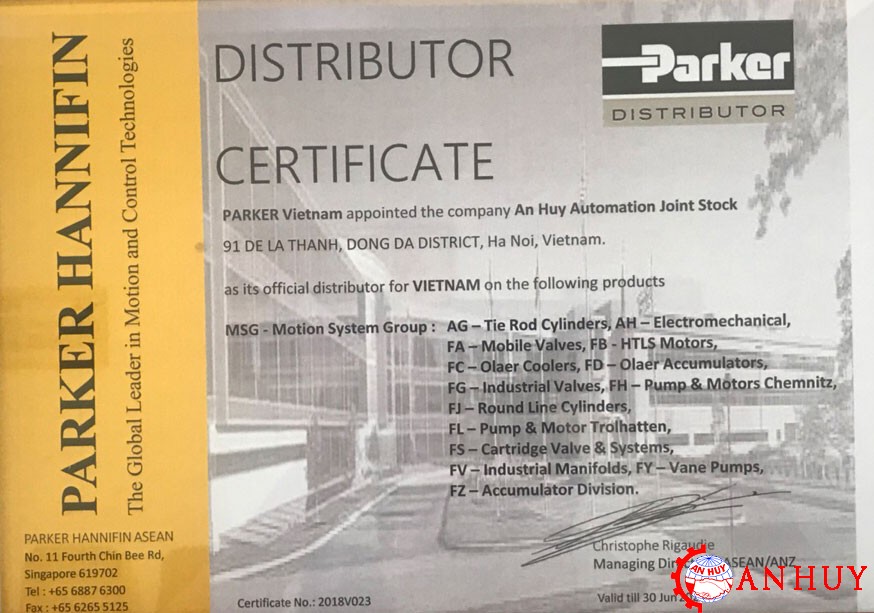 PARKER HANNIFIN
The Global Leader in Motion and Control Technologies
PARKER HANNIFIN ASEAN
No. 11 Fourth Chin Bee Rd,
Singapore 619702
Tel : +65 6887 6300
Fax : +65 6265 5125
DISTRIBUTOR
CERTIFICATE
Parker
DISTRIBUTOR
PARKER Vietnam appointed the company An Huy Automation Joint Stock
91 DE LA THANH, DONG DA DISTRICT, Ha Noi, Vietnam.
as its official distributor for VIETNAM on the following products
MSG - Motion System Group : AG – Tie Rod Cylinders, AH – Electromechanical,
FA – Mobile Valves, FB - HTLS Motors,
FC – Olaer Coolers, FD – Olaer Accumulators,
FG – Industrial Valves, FH – Pump & Motors Chemnitz,
FJ – Round Line Cylinders,
FL – Pump & Motor Trolhatten,
FS – Cartridge Valve & Systems,
FV – Industrial Manifolds, FY – Vane Pumps,
FZ – Accumulator Division.
Christophe Rigaudie
Managing ASEAN/ANZ
Certificate No.: 2018V023
Valid till 30 Jun
AN HUY
AN HUY